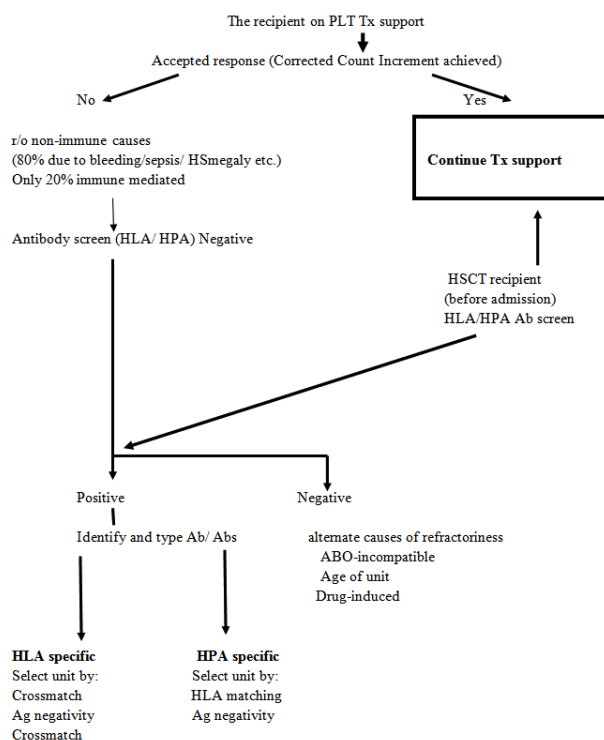 The recipient on PLT Tx support
Accepted response (Corrected Count Increment achieved)
No
Yes
r/o non-immune causes
(80% due to bleeding/sepsis/ HSmegaly etc.)
Only 20% immune mediated
Continue Tx support
Antibody screen (HLA/ HPA) Negative
HSCT recipient
(before admission)
HLA/HPA Ab screen
Positive
Negative
Identify and type Ab/ Abs
alternate causes of refractoriness
ABO-incompatible
Age of unit
Drug-induced
HLA specific
Select unit by:
Crossmatch
Ag negativity
Crossmatch
HPA specific
Select unit by:
HLA matching
Ag negativity